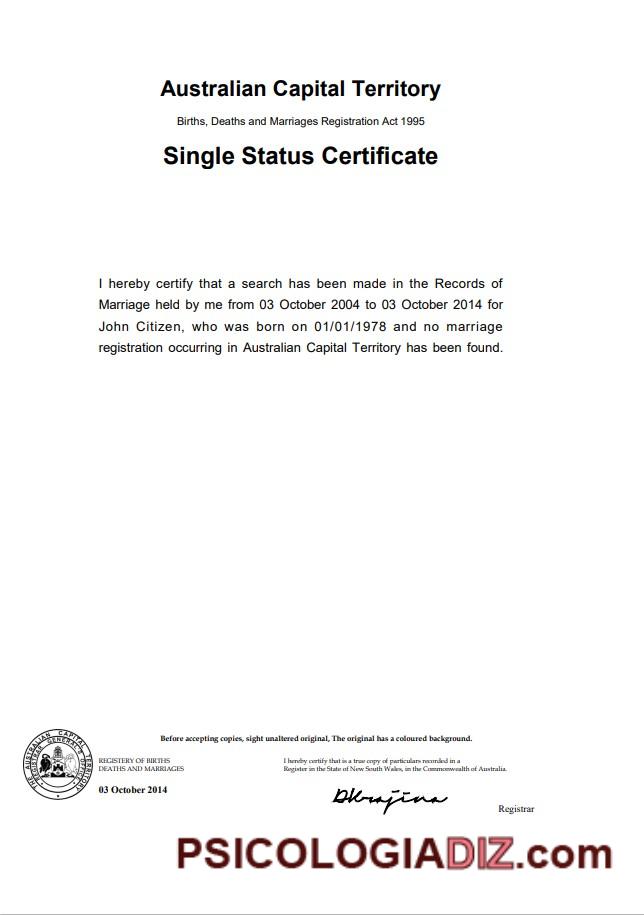 Australian Capital Territory
Births, Deaths and Marriages Registration Act 1995
Single Status Certificate
I hereby certify that a search has been made in the Records of
Marriage held by me from 03 October 2004 to 03 October 2014 for
John Citizen, who was born on 01/01/1978 and no marriage
registration occurring in Australian Capital Territory has been found.
Before accepting copies, sight unaltered original, The original has a coloured background.
AUSTRALIAN CAPITAL TERRITORY
THE REGISTRAR GENERAL'S OFFICE
REGISTERY OF BIRTHS
DEATHS AND MARRIAGES
03 October 2014
I hereby certify that is a true copy of particulars recorded in a
Register in the State of New South Wales, in the Commonwealth of Australia.
Registrar
PSICOLOGIADIZ.com